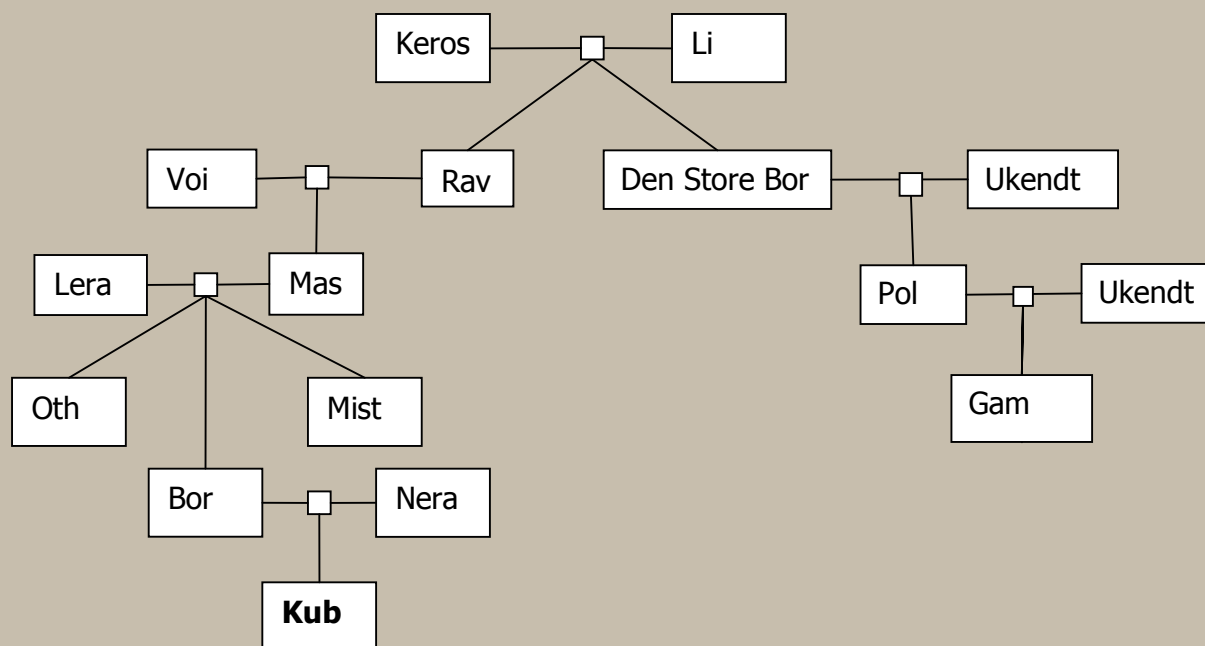 Keros
Li
Voi
Rav
Den Store Bor
Ukendt
Lera
Mas
Pol
Ukendt
Oth
Mist
Gam
Bor
Nera
Kub